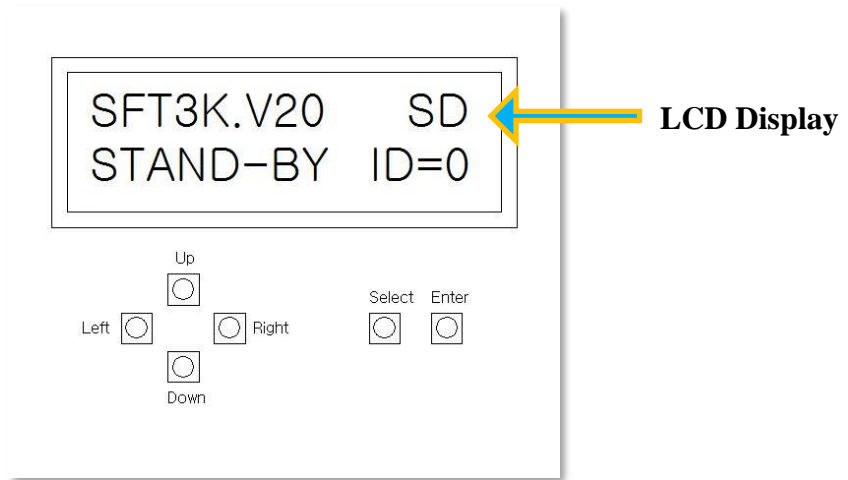 SFT3K.V20 SD
STAND-BY ID=0
LCD Display
Up
Select Enter
Left Right
Down